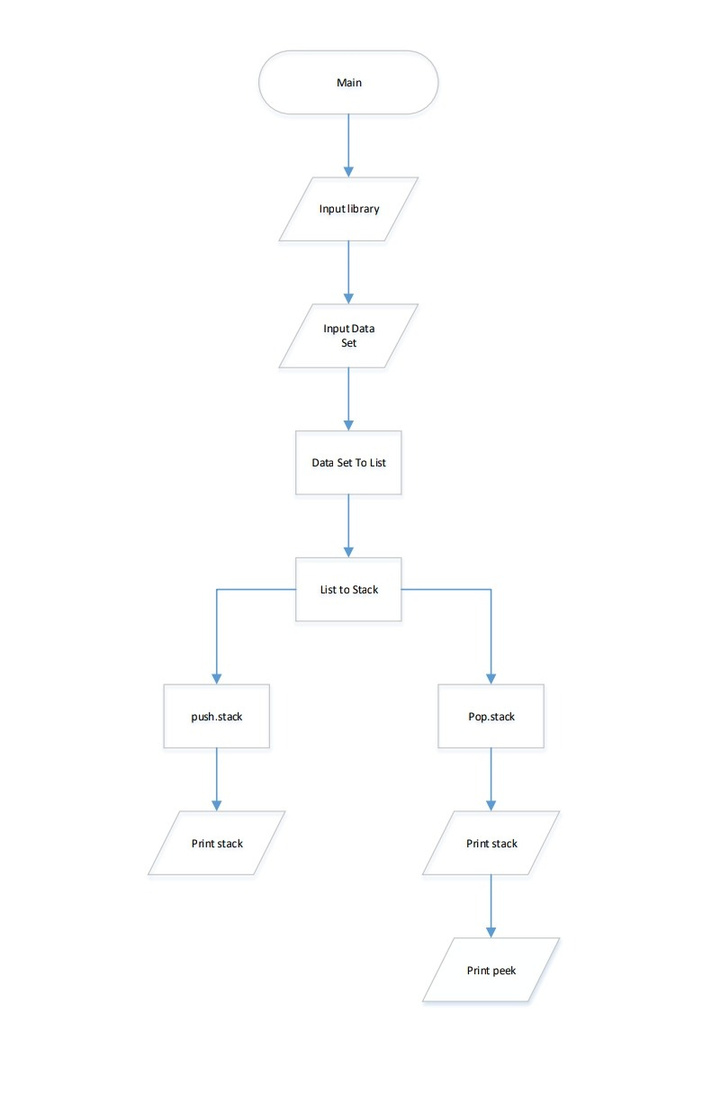 Main
Input library
Input Data
Set
Data Set To List
List to Stack
push.stack
Pop.stack
Print stack
Print stack
Print peek